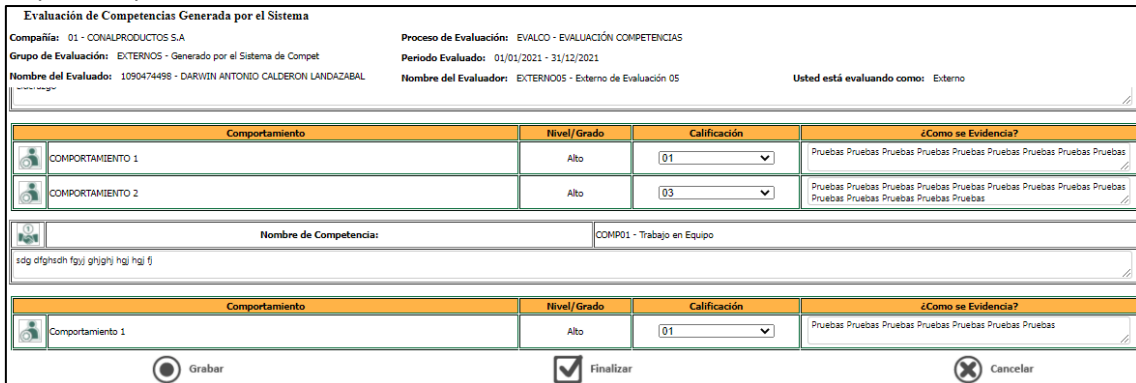 Evaluación de Competencias Generada por el Sistema
Compañía: 01 - CONALPRODUCTOS S.A Proceso de Evaluación: EVALCO - EVALUACIÓN COMPETENCIAS
Grupo de Evaluación: EXTERNOS - Generado por el Sistema de Compet Periodo Evaluado: 01/01/2021 - 31/12/2021
Nombre del Evaluado: 1090474498 - DARWIN ANTONIO CALDERON LANDAZABAL Nombre del Evaluador: EXTERNO05 - Externo de Evaluación 05 Usted está evaluando como: Externo
Comportamiento Nivel/Grado Calificación ¿Como se Evidencia?
COMPORTAMIENTO 1 Alto 01 Pruebas Pruebas Pruebas Pruebas Pruebas Pruebas Pruebas Pruebas Pruebas
COMPORTAMIENTO 2 Alto 03 Pruebas Pruebas Pruebas Pruebas Pruebas Pruebas Pruebas Pruebas Pruebas
Pruebas Pruebas Pruebas Pruebas Pruebas
Nombre de Competencia: COMP01 - Trabajo en Equipo
sdg dfghsdh fgyj ghjghj hgj hgj fj
Comportamiento Nivel/Grado Calificación ¿Como se Evidencia?
Comportamiento 1 Alto 01 Pruebas Pruebas Pruebas Pruebas Pruebas Pruebas Pruebas
Grabar Finalizar Cancelar